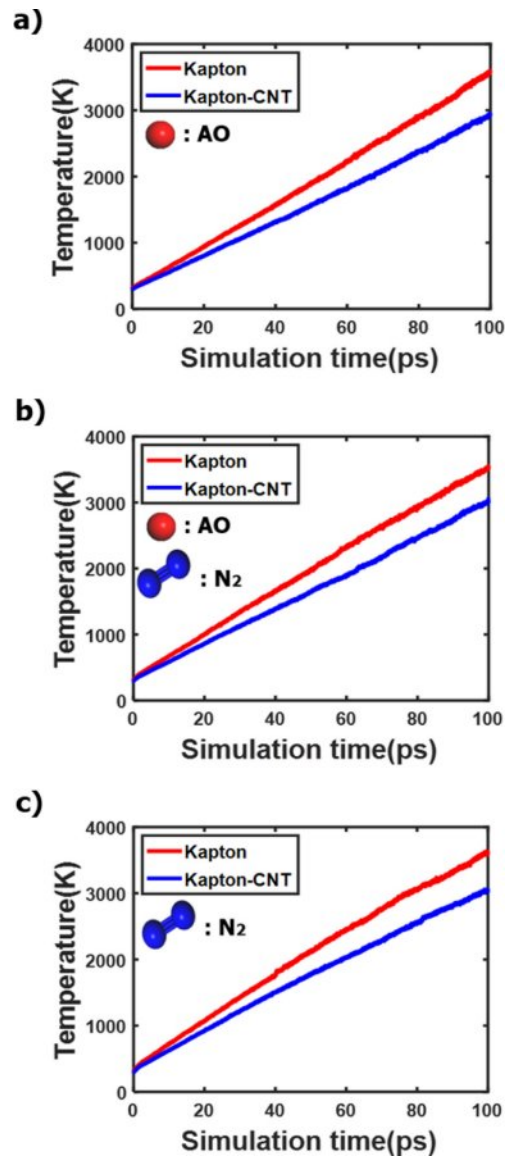 a)
4000
3000
2000
1000
0
Temperature(K)
Kapton
Kapton-CNT
: AO
0 20 40 60 80 100
Simulation time(ps)
b)
4000
3000
2000
1000
0
Temperature(K)
Kapton
Kapton-CNT
: AO
: N₂
0 20 40 60 80 100
Simulation time(ps)
c)
4000
3000
2000
1000
0
Temperature(K)
Kapton
Kapton-CNT
: N₂
0 20 40 60 80 100
Simulation time(ps)